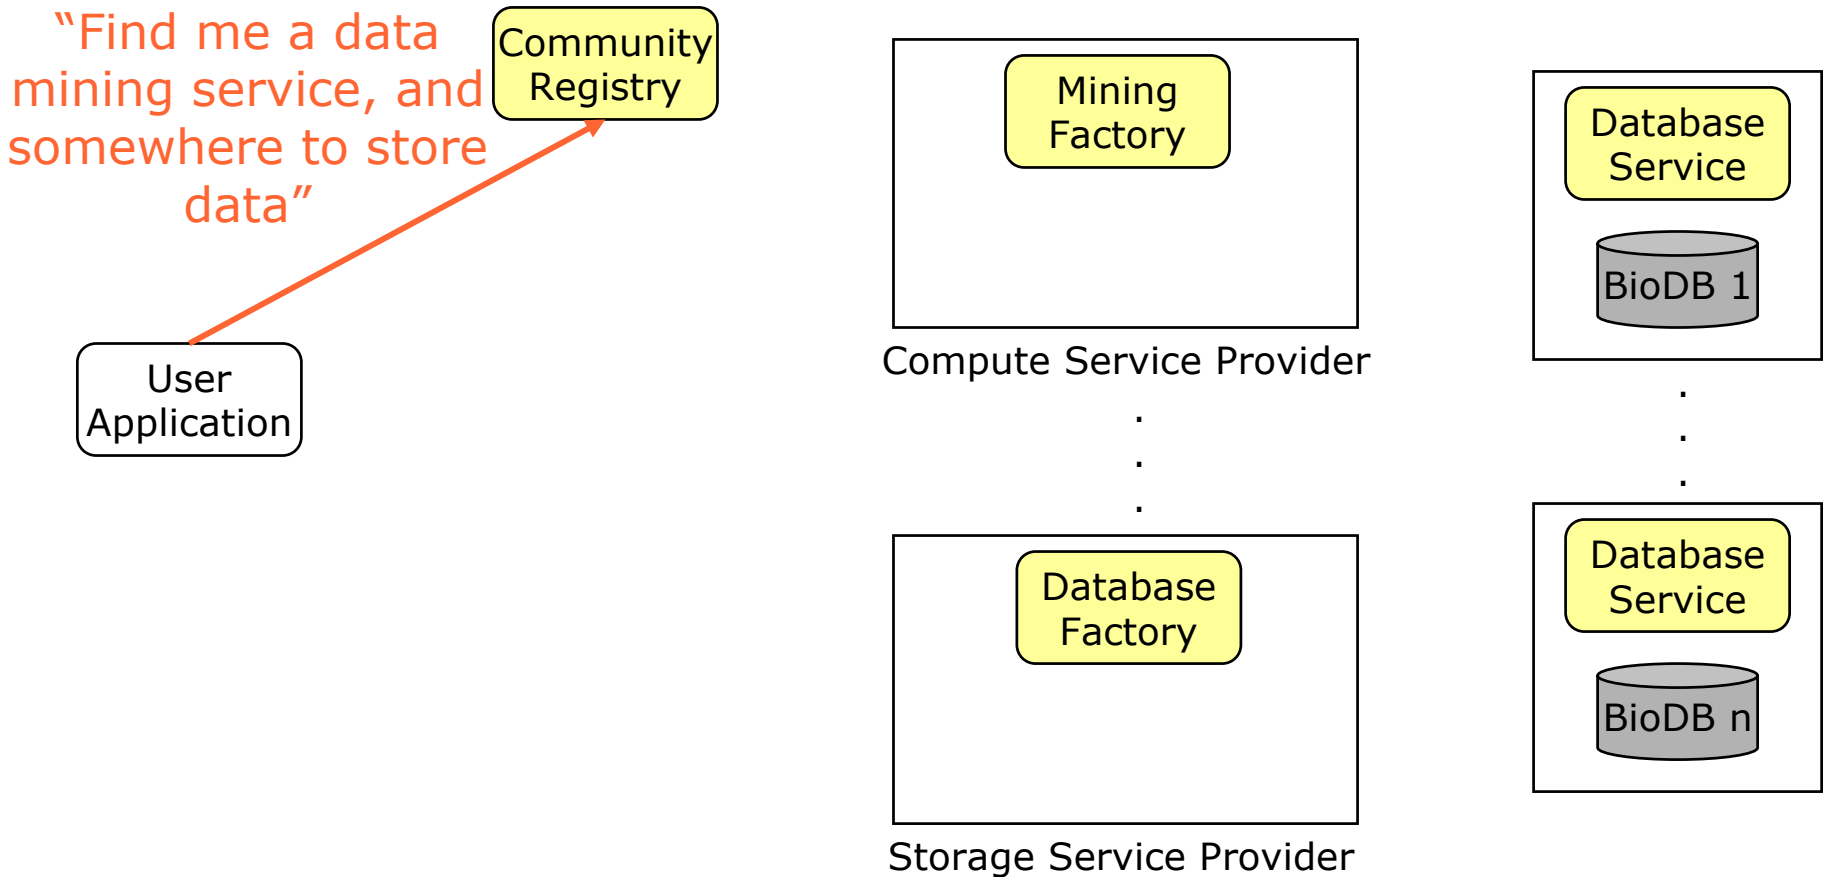 “Find me a data
mining service, and
somewhere to store
data”
Community
Registry
User
Application
Mining
Factory
Compute Service Provider
.
.
.
Database
Factory
Storage Service Provider
Database
Service
BioDB 1
.
.
.
Database
Service
BioDB n